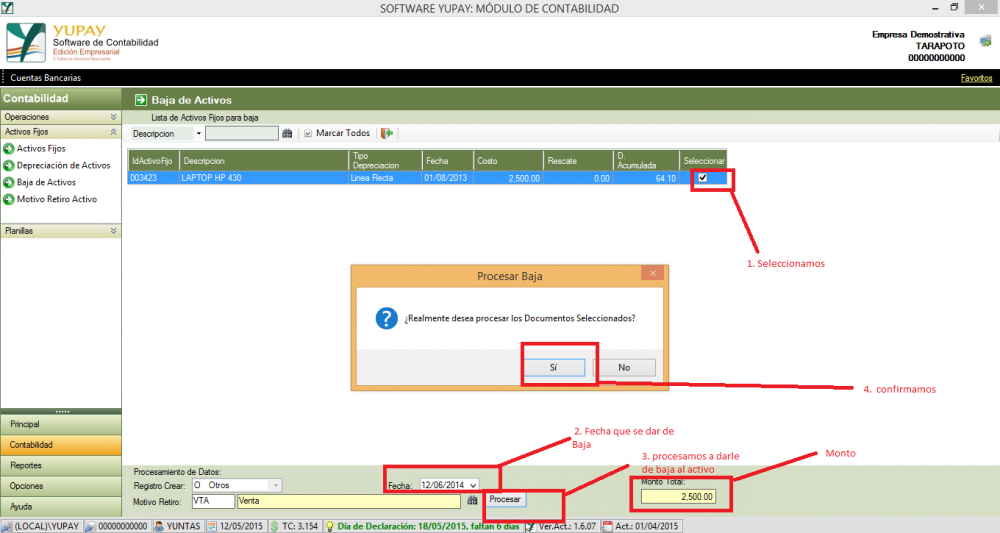 SOFTWARE YUPAY: MÓDULO DE CONTABILIDAD
YUPAY
Software de Contabilidad
Edición Empresarial
© Todos los Derechos Reservados
Empresa Demostrativa
TARAPOTO
00000000000
Cuentas Bancarias
Favoritos
Contabilidad
Operaciones
Activos Fijos
Activos Fijos
Depreciación de Activos
Baja de Activos
Motivo Retiro Activo
Planillas
Baja de Activos
Lista de Activos Fijos para baja
Descripcion
Marcar Todos
IdActivoFijo Descripcion Tipo Depreciacion Fecha Costo Rescate D. Acumulada Seleccionar
003423 LAPTOP HP 430 Linea Recta 01/08/2013 2,500.00 0.00 64.10
1. Seleccionamos
Procesar Baja
¿Realmente desea procesar los Documentos Seleccionados?
Sí No
4. confirmamos
2. Fecha que se dar de
Baja
3. procesamos a darle
de baja al activo
Monto
Principal
Contabilidad
Reportes
Opciones
Ayuda
Procesamiento de Datos:
Registro Crear: O Otros Fecha: 12/06/2014
Motivo Retiro: VTA Venta Procesar
Monto Total:
2,500.00
(LOCAL)\YUPAY 00000000000 YUNTAS 12/05/2015 TC: 3.154 Día de Declaración: 18/05/2015, faltan 6 días Ver.Act.: 1.6.07 Act.: 01/04/2015